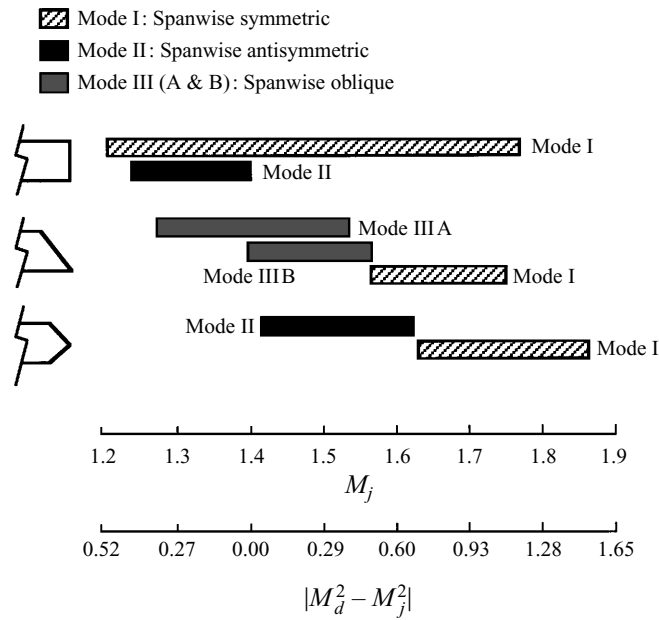 Mode I: Spanwise symmetric
Mode II: Spanwise antisymmetric
Mode III (A & B): Spanwise oblique
Mode I
Mode II
Mode IIIA
Mode IIIB
Mode I
Mode II
Mode I
1.2 1.3 1.4 1.5 1.6 1.7 1.8 1.9
M_j
0.52 0.27 0.00 0.29 0.60 0.93 1.28 1.65
|M_d^2 – M_j^2|